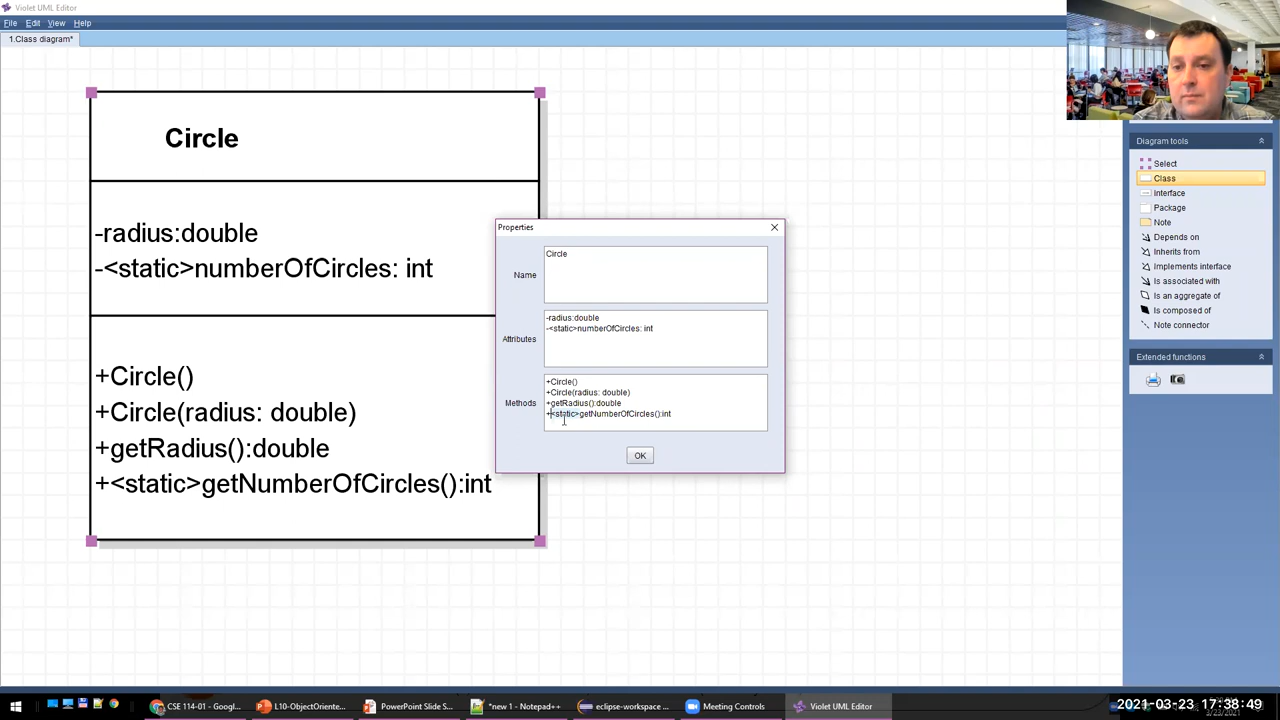 Violet UML Editor
File Edit View Help
1.Class diagram*
Circle
-radius:double
-<static>numberOfCircles: int
+Circle()
+Circle(radius: double)
+getRadius():double
+<static>getNumberOfCircles():int
Properties
Name
Circle
Attributes
-radius:double
-<static>numberOfCircles: int
Methods
+Circle()
+Circle(radius: double)
+getRadius():double
+<static>getNumberOfCircles():int
OK
Diagram tools
Select
Class
Interface
Package
Note
Depends on
Inherits from
Implements interface
Is associated with
Is an aggregate of
Is composed of
Note connector
Extended functions
CSE 114-01 - Googl...
L10-ObjectOriente...
PowerPoint Slide S...
*new 1 - Notepad++
eclipse-workspace ...
Meeting Controls
Violet UML Editor
2021-03-23 17:38:49